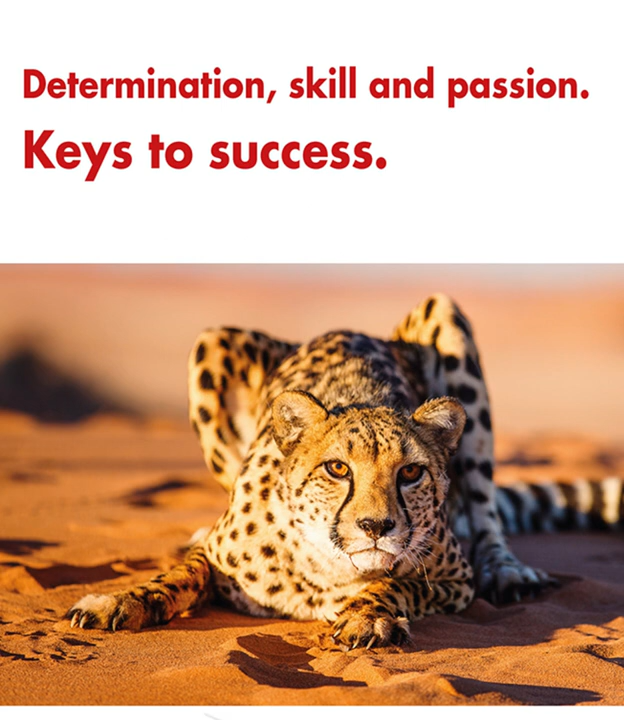 Determination, skill and passion.
Keys to success.